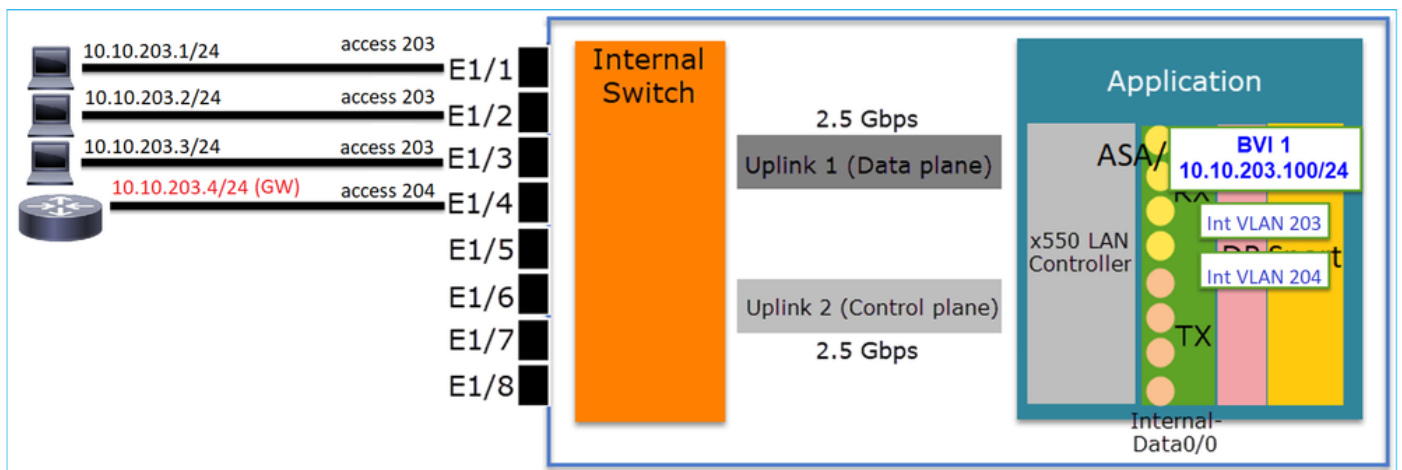 10.10.203.1/24
access 203
E1/1
10.10.203.2/24
access 203
E1/2
10.10.203.3/24
access 203
E1/3
10.10.203.4/24 (GW)
access 204
E1/4
E1/5
E1/6
E1/7
E1/8
Internal
Switch
2.5 Gbps
Uplink 1 (Data plane)
Uplink 2 (Control plane)
2.5 Gbps
Application
x550 LAN
Controller
ASA/
BVI 1
10.10.203.100/24
RX
Int VLAN 203
Int VLAN 204
TX
Internal-
Data0/0